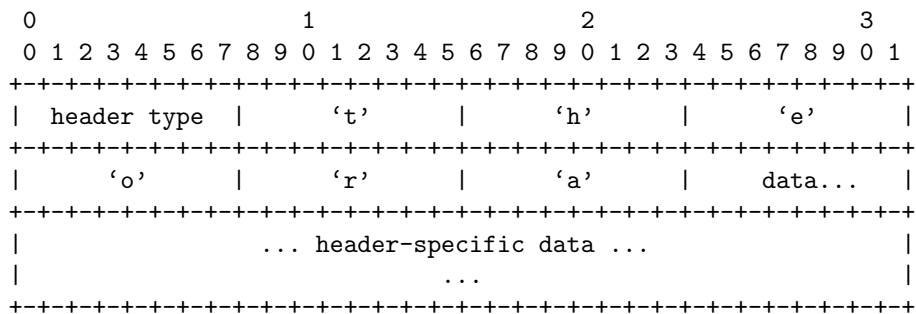 0 1 2 3
0 1 2 3 4 5 6 7 8 9 0 1 2 3 4 5 6 7 8 9 0 1 2 3 4 5 6 7 8 9 0 1
+-+-+-+-+-+-+-+-+-+-+-+-+-+-+-+-+-+-+-+-+-+-+-+-+-+-+-+-+-+-+-+-+
| header type | ‘t’ | ‘h’ | ‘e’ |
+-+-+-+-+-+-+-+-+-+-+-+-+-+-+-+-+-+-+-+-+-+-+-+-+-+-+-+-+-+-+-+-+
| ‘o’ | ‘r’ | ‘a’ | data... |
+-+-+-+-+-+-+-+-+-+-+-+-+-+-+-+-+-+-+-+-+-+-+-+-+-+-+-+-+-+-+-+-+
| ... header-specific data ... |
| ... |
+-+-+-+-+-+-+-+-+-+-+-+-+-+-+-+-+-+-+-+-+-+-+-+-+-+-+-+-+-+-+-+-+